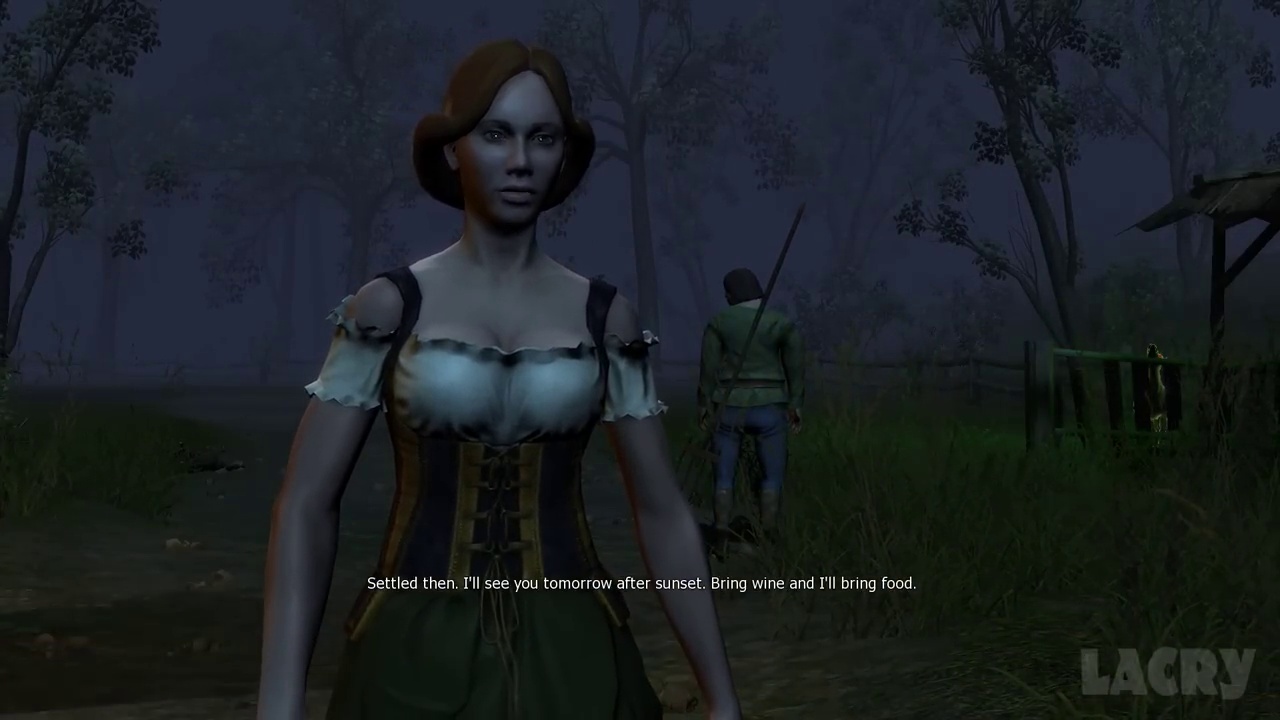 Settled then. I'll see you tomorrow after sunset. Bring wine and I'll bring food.
LACRY